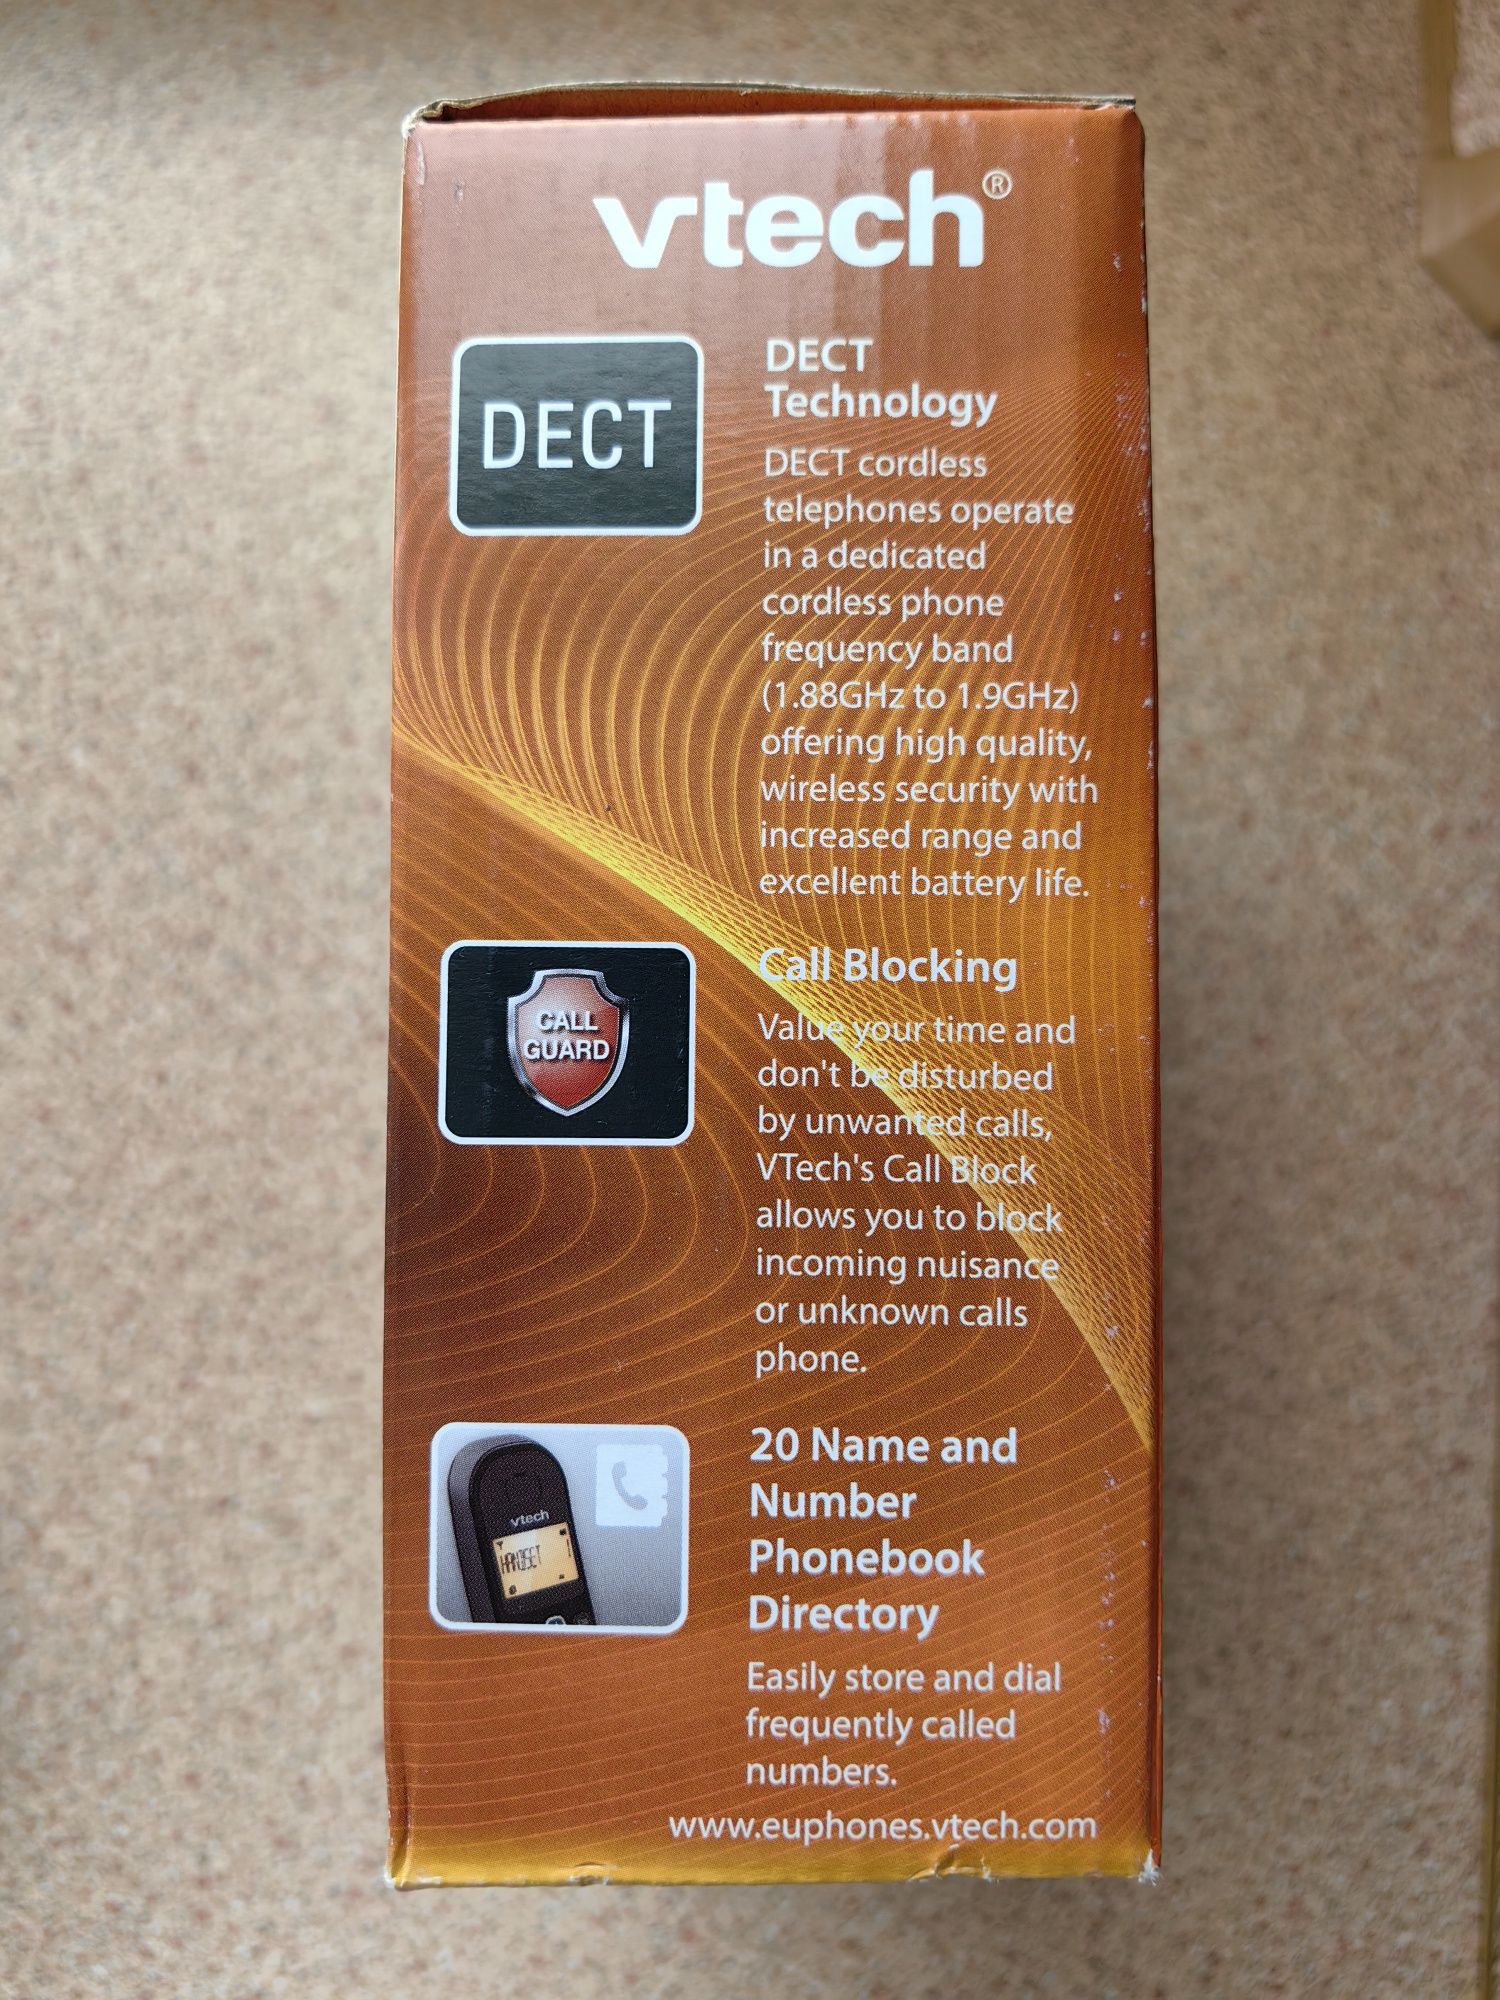 vtech®
DECT
DECT
Technology
DECT cordless
telephones operate
in a dedicated
cordless phone
frequency band
(1.88GHz to 1.9GHz)
offering high quality,
wireless security with
increased range and
excellent battery life.
CALL
GUARD
Call Blocking
Value your time and
don't be disturbed
by unwanted calls,
VTech's Call Block
allows you to block
incoming nuisance
or unknown calls
phone.
vtech
HANDSET
20 Name and
Number
Phonebook
Directory
Easily store and dial
frequently called
numbers.
www.euphones.vtech.com